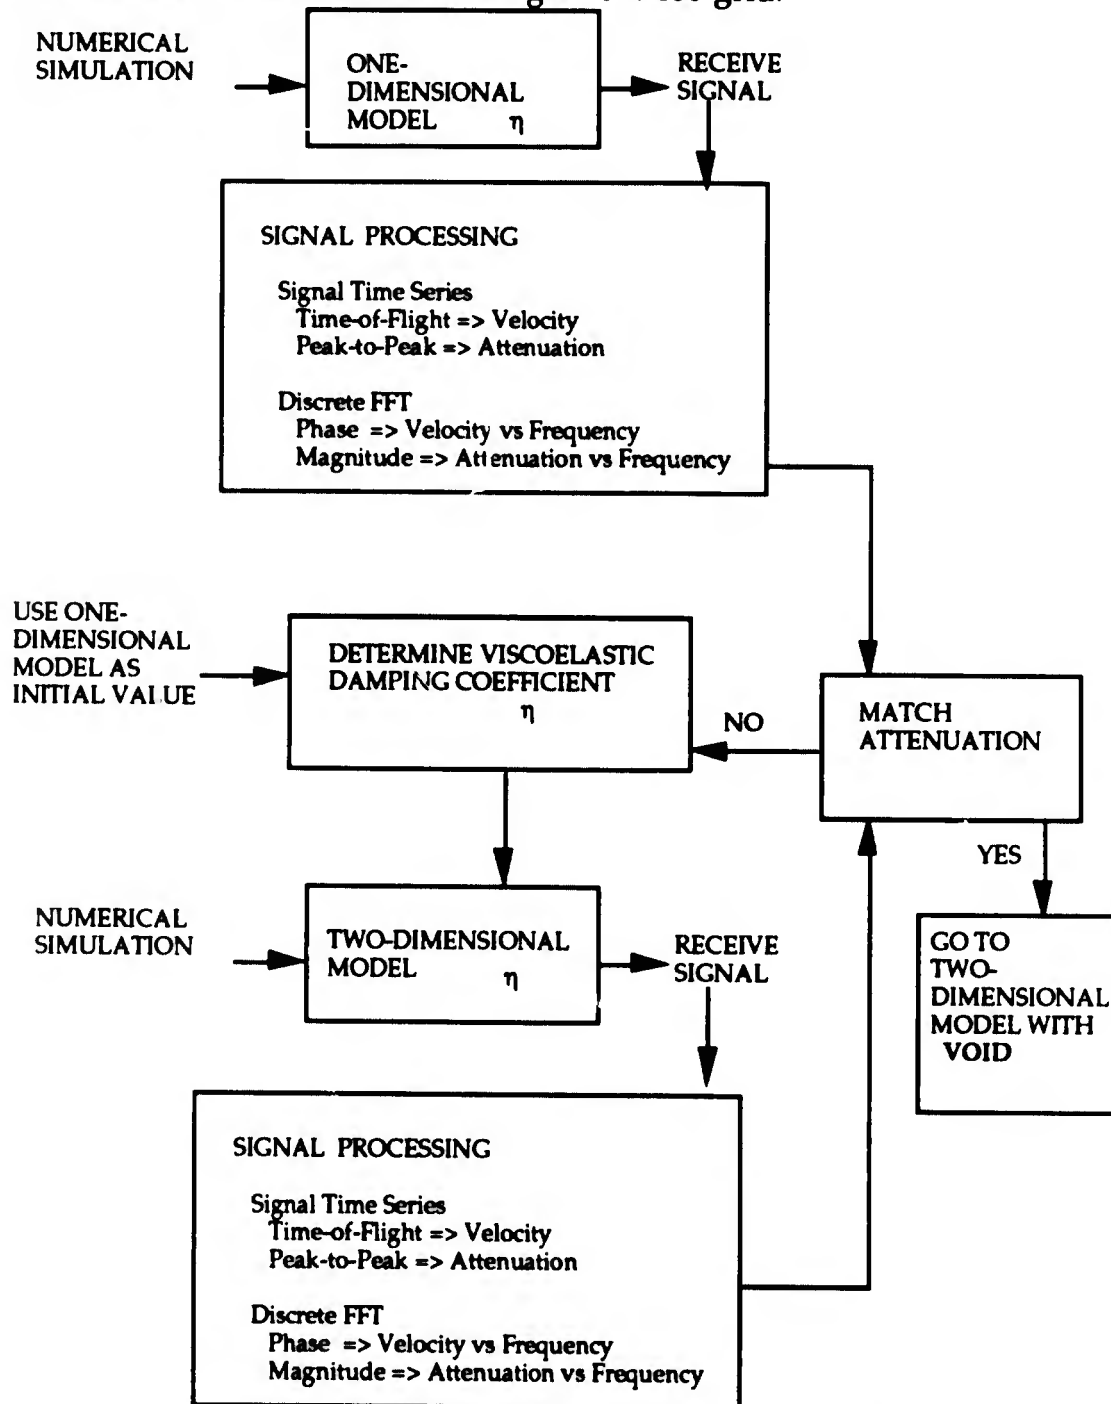 NUMERICAL
SIMULATION
ONE-
DIMENSIONAL
MODEL η
RECEIVE
SIGNAL
SIGNAL PROCESSING
Signal Time Series
Time-of-Flight => Velocity
Peak-to-Peak => Attenuation
Discrete FFT
Phase => Velocity vs Frequency
Magnitude => Attenuation vs Frequency
USE ONE-
DIMENSIONAL
MODEL AS
INITIAL VALUE
DETERMINE VISCOELASTIC
DAMPING COEFFICIENT
η
NO
MATCH
ATTENUATION
YES
NUMERICAL
SIMULATION
TWO-DIMENSIONAL
MODEL η
RECEIVE
SIGNAL
GO TO
TWO-
DIMENSIONAL
MODEL WITH
VOID
SIGNAL PROCESSING
Signal Time Series
Time-of-Flight => Velocity
Peak-to-Peak => Attenuation
Discrete FFT
Phase => Velocity vs Frequency
Magnitude => Attenuation vs Frequency